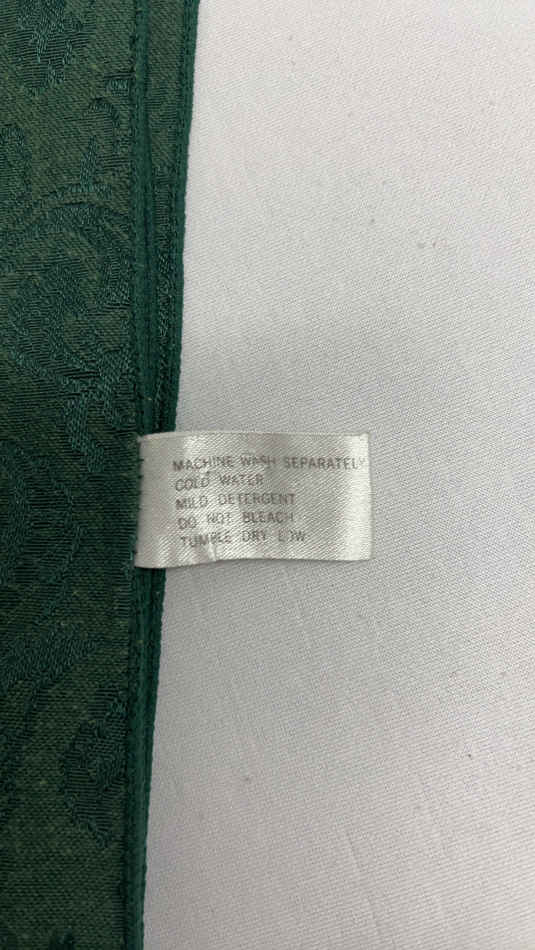 MACHINE WASH SEPARATELY
COLD WATER
MILD DETERGENT
DO NOT BLEACH
TUMBLE DRY LOW